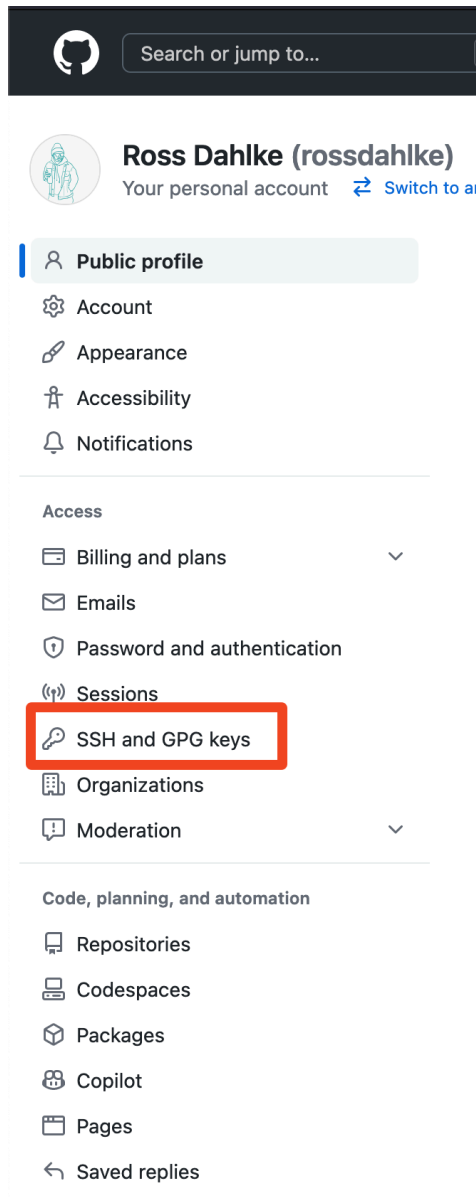 Search or jump to...
Ross Dahlke (rossdahlke)
Your personal account Switch to
Public profile
Account
Appearance
Accessibility
Notifications
Access
Billing and plans
Emails
Password and authentication
Sessions
SSH and GPG keys
Organizations
Moderation
Code, planning, and automation
Repositories
Codespaces
Packages
Copilot
Pages
Saved replies